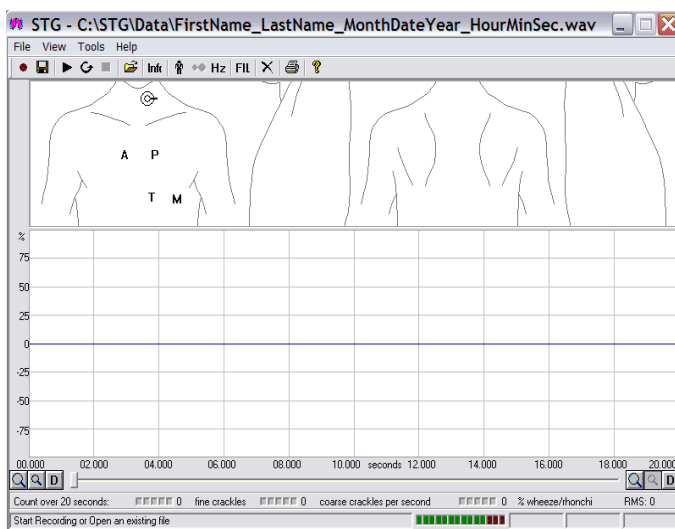 STG - C:\STG\Data\FirstName_LastName_MonthDateYear_HourMinSec.wav
File View Tools Help
Info Hz FIL
A P
T M
%
75
50
25
0
-25
-50
-75
00.000 02.000 04.000 06.000 08.000 10.000 seconds 12.000 14.000 16.000 18.000 20.000
D D
Count over 20 seconds: 0 fine crackles 0 coarse crackles per second 0 % wheeze/rhonchi RMS: 0
Start Recording or Open an existing file